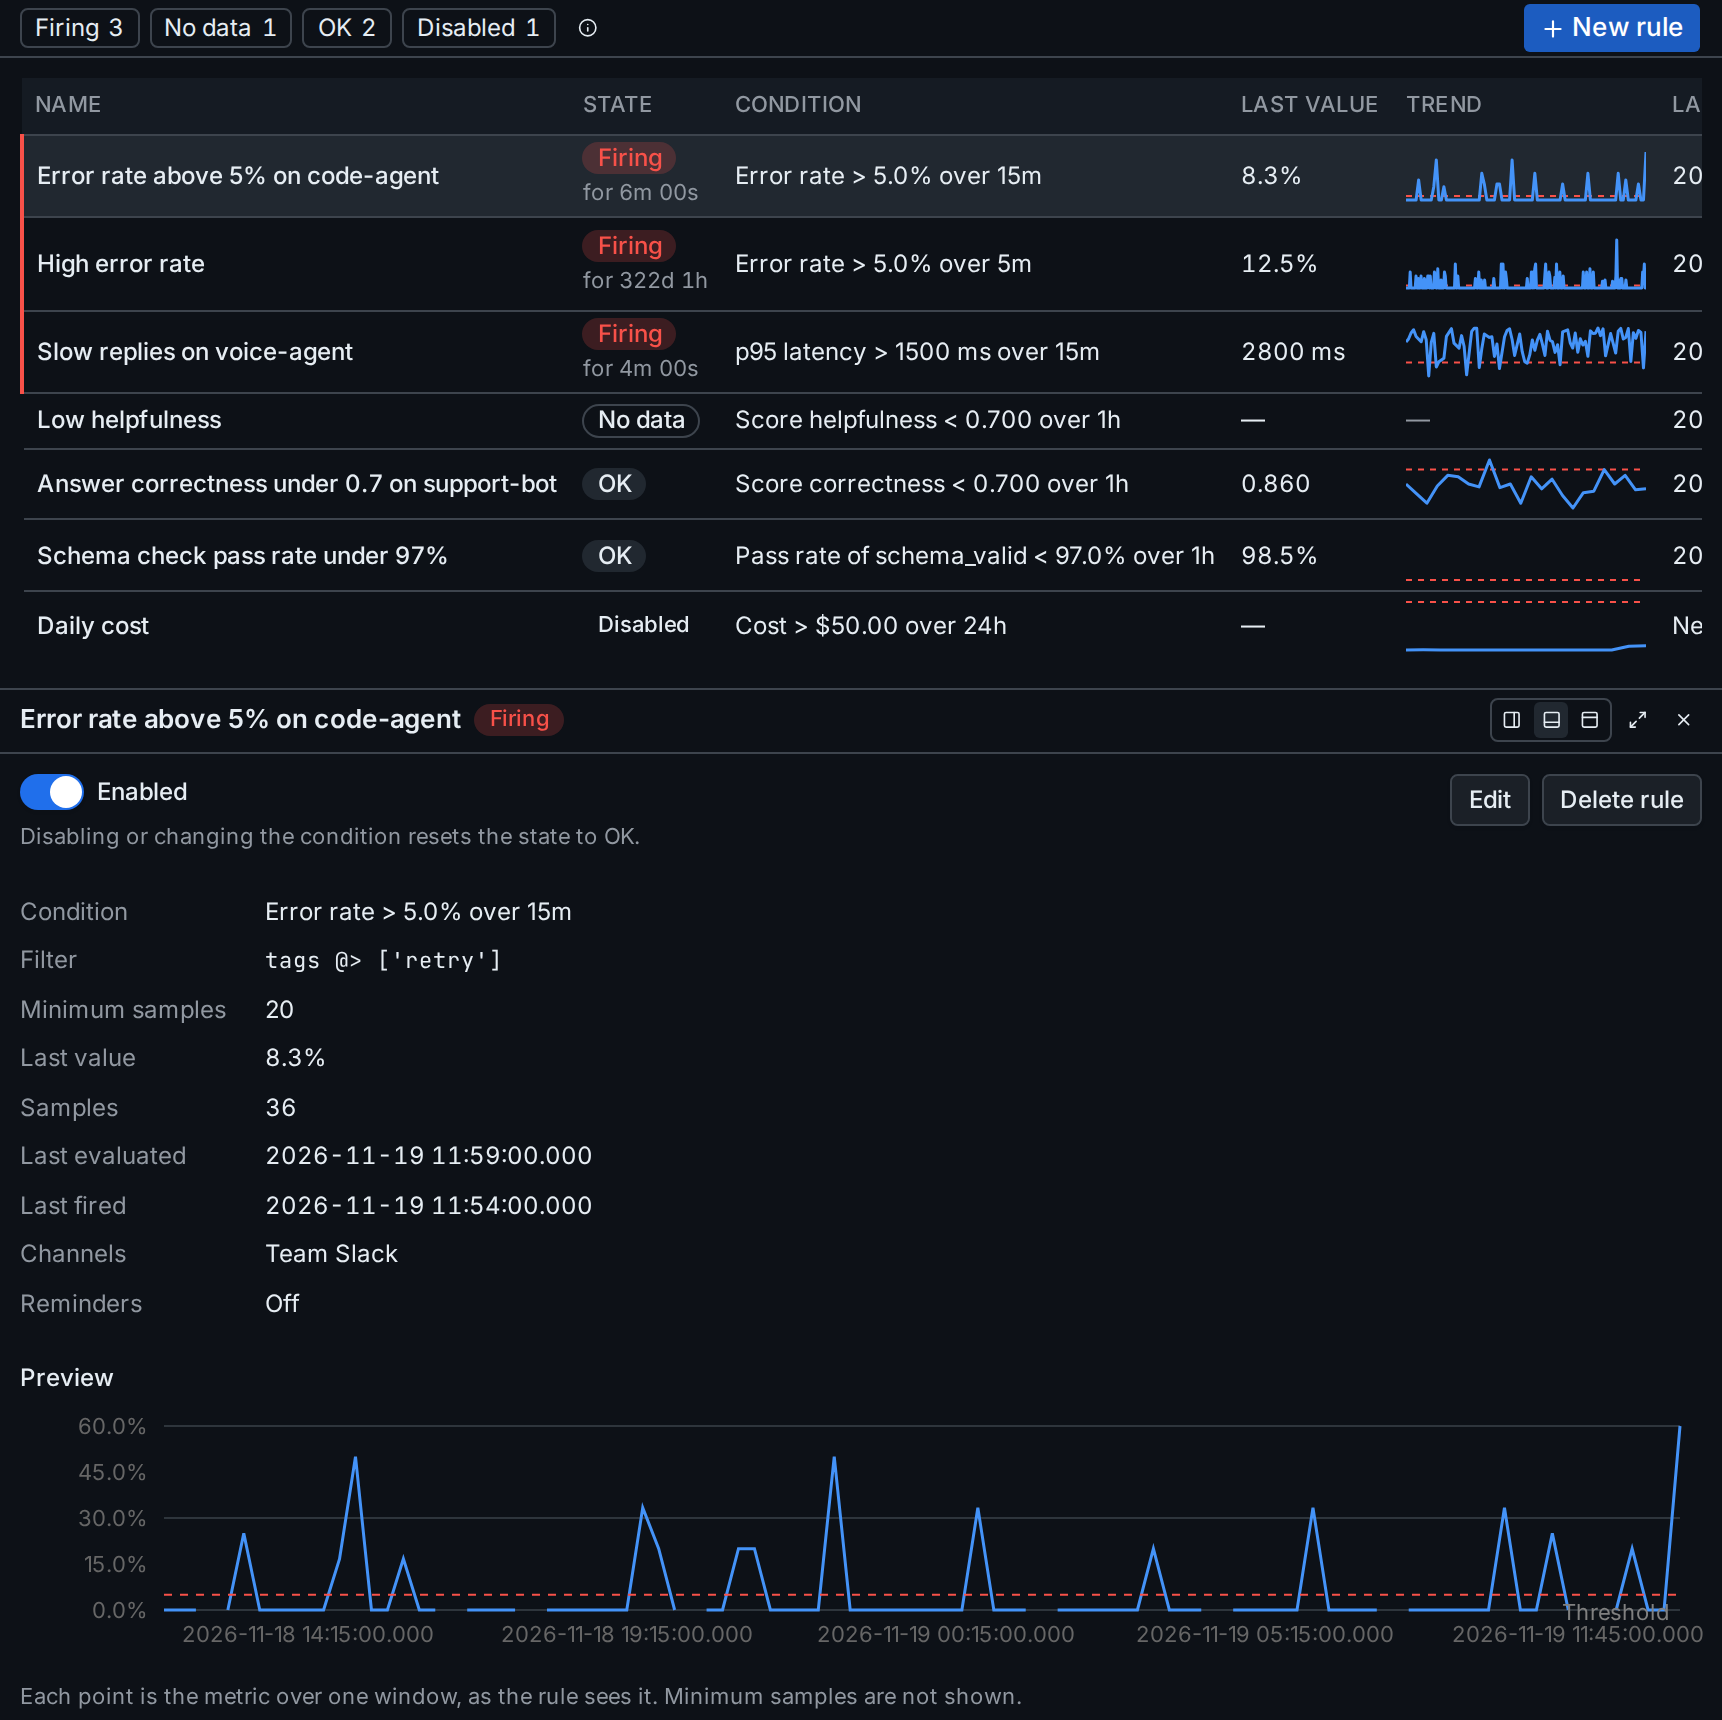 Firing 3 No data 1 OK 2 Disabled 1 + New rule
NAME STATE CONDITION LAST VALUE TREND LA
Error rate above 5% on code-agent Firing for 6m 00s Error rate > 5.0% over 15m 8.3% 20
High error rate Firing for 322d 1h Error rate > 5.0% over 5m 12.5% 20
Slow replies on voice-agent Firing for 4m 00s p95 latency > 1500 ms over 15m 2800 ms 20
Low helpfulness No data Score helpfulness < 0.700 over 1h — — 20
Answer correctness under 0.7 on support-bot OK Score correctness < 0.700 over 1h 0.860 20
Schema check pass rate under 97% OK Pass rate of schema_valid < 97.0% over 1h 98.5% 20
Daily cost Disabled Cost > $50.00 over 24h — Ne
Error rate above 5% on code-agent Firing
Enabled Edit Delete rule
Disabling or changing the condition resets the state to OK.
Condition Error rate > 5.0% over 15m
Filter tags @> ['retry']
Minimum samples 20
Last value 8.3%
Samples 36
Last evaluated 2026-11-19 11:59:00.000
Last fired 2026-11-19 11:54:00.000
Channels Team Slack
Reminders Off
Preview
60.0%
45.0%
30.0%
15.0%
0.0%
Threshold
2026-11-18 14:15:00.000 2026-11-18 19:15:00.000 2026-11-19 00:15:00.000 2026-11-19 05:15:00.000 2026-11-19 11:45:00.000
Each point is the metric over one window, as the rule sees it. Minimum samples are not shown.